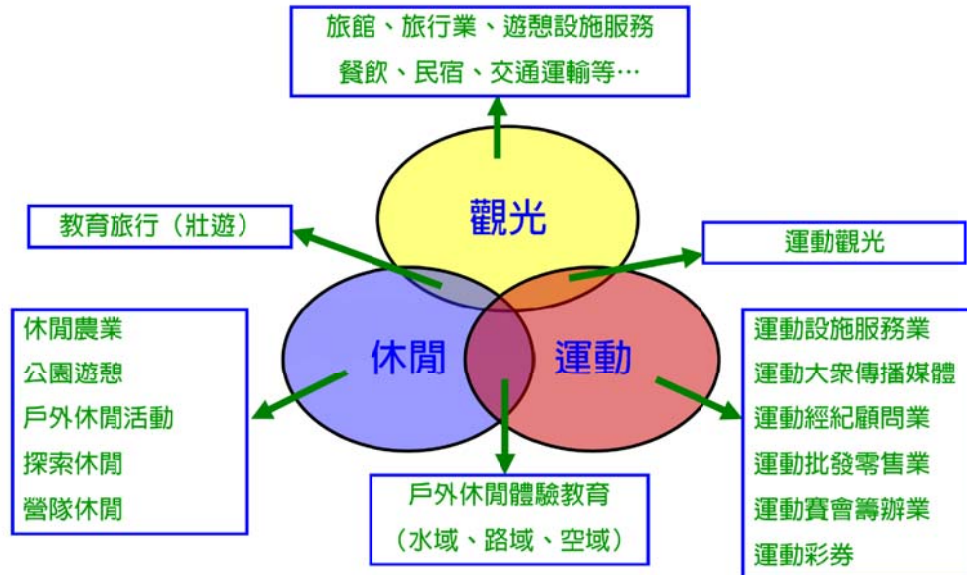 旅館、旅行業、遊憩設施服務
餐飲、民宿、交通運輸等…
觀光
教育旅行（壯遊）
運動觀光
休閒
運動
休閒農業
公園遊憩
戶外休閒活動
探索休閒
營隊休閒
戶外休閒體驗教育
（水域、路域、空域）
運動設施服務業
運動大眾傳播媒體
運動經紀顧問業
運動批發零售業
運動賽會籌辦業
運動彩券